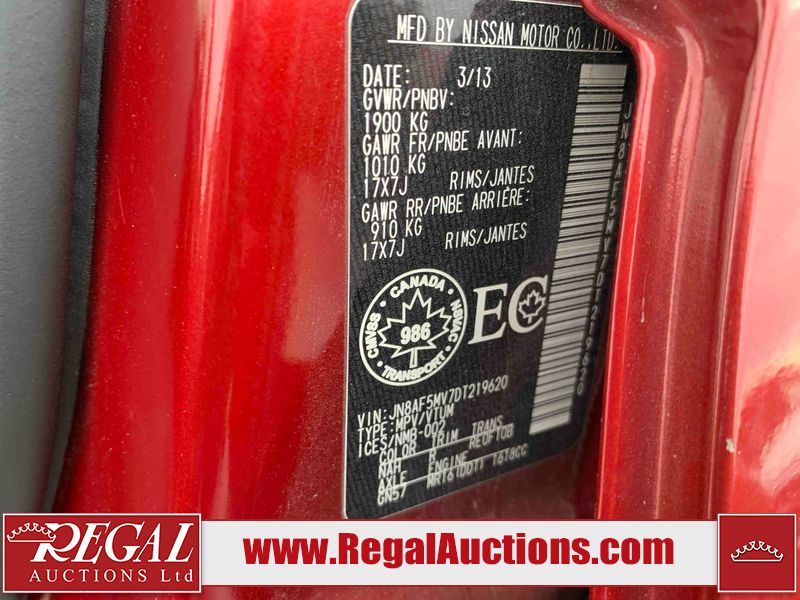 MFD BY NISSAN MOTOR CO.,LTD.
DATE: 3/13
GVWR/PNBV:
1900 KG
GAWR FR/PNBE AVANT:
1010 KG
17X7J RIMS/JANTES
GAWR RR/PNBE ARRIÈRE:
910 KG
17X7J RIMS/JANTES
CANADA
CMVSS
NSVAC
986
TRANSPORT
EC
JN8AF5MV7DT219620
VIN: JN8AF5MV7DT219620
TYPE: MPV/VTUM
ICES/NMB-002
COLOR TRIM TRANS
NAH R RE0F10B
AXLE ENGINE
GN57 MR16DDT 1618CC
REGAL
AUCTIONS Ltd
www.RegalAuctions.com